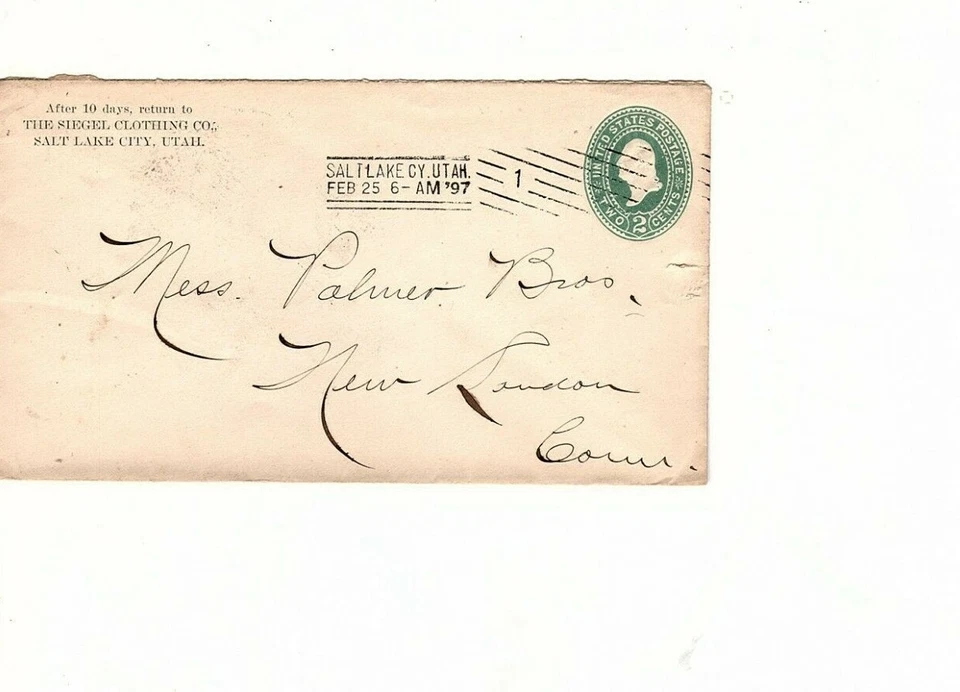 After 10 days, return to
THE SIEGEL CLOTHING CO.,
SALT LAKE CITY, UTAH.
SALT LAKE CY. UTAH.
FEB 25 6-AM '97
1
UNITED STATES POSTAGE
TWO 2 CENTS
Mess. Palmer Bros.
New London
Conn.